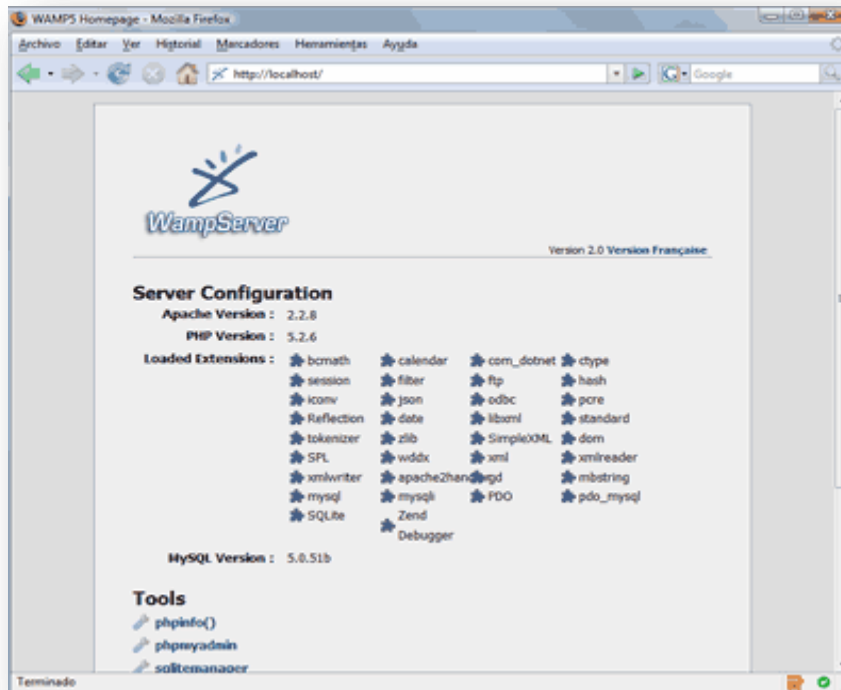 WAMP5 Homepage - Mozilla Firefox
Archivo Editar Ver Historial Marcadores Herramientas Ayuda
http://localhost/ Google
WampServer
Version 2.0 Version Française
Server Configuration
Apache Version : 2.2.8
PHP Version : 5.2.6
Loaded Extensions : bcmath calendar com_dotnet ctype
session filter ftp hash
iconv json odbc pcre
Reflection date libxml standard
tokenizer zlib SimpleXML dom
SPL wddx xml xmlreader
xmlwriter apache2handler gd mbstring
mysql mysqli PDO pdo_mysql
SQLite Zend
Debugger
MySQL Version : 5.0.51b
Tools
phpinfo()
phpmyadmin
sqlitemanager
Terminado